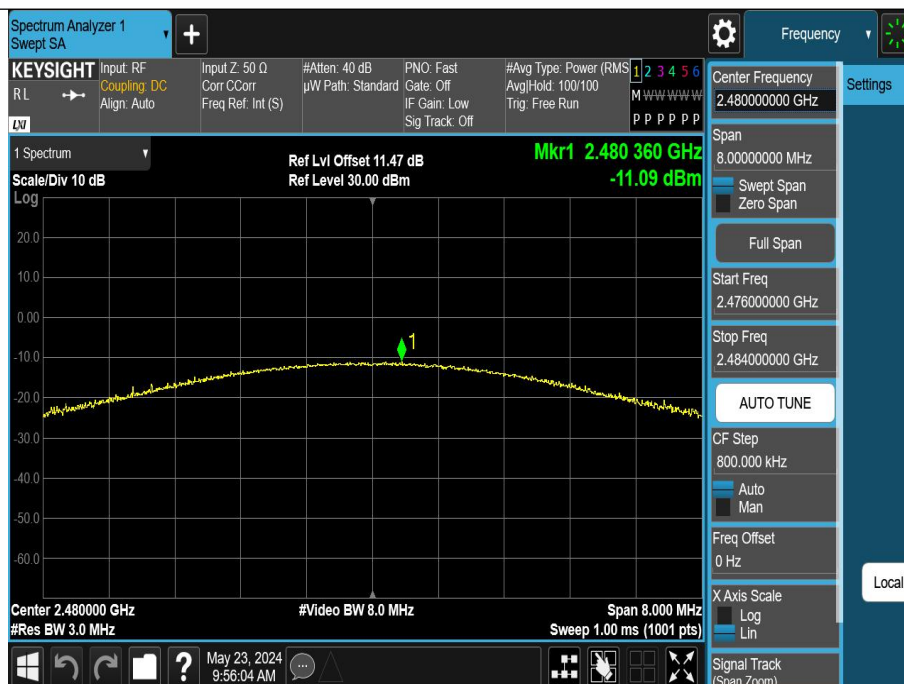 Spectrum Analyzer 1
Swept SA
Frequency
KEYSIGHT
R L
LXI
Input: RF
Coupling: DC
Align: Auto
Input Z: 50 Ω
Corr CCorr
Freq Ref: Int (S)
#Atten: 40 dB
µW Path: Standard
PNO: Fast
Gate: Off
IF Gain: Low
Sig Track: Off
#Avg Type: Power (RMS
Avg|Hold: 100/100
Trig: Free Run
1 2 3 4 5 6
M W W W W W
P P P P P P
1 Spectrum
Scale/Div 10 dB
Log
Ref Lvl Offset 11.47 dB
Ref Level 30.00 dBm
Mkr1 2.480 360 GHz
-11.09 dBm
20.0
10.0
0.00
-10.0
-20.0
-30.0
-40.0
-50.0
-60.0
1
Center 2.480000 GHz
#Res BW 3.0 MHz
#Video BW 8.0 MHz
Span 8.000 MHz
Sweep 1.00 ms (1001 pts)
Center Frequency
2.480000000 GHz
Span
8.00000000 MHz
Swept Span
Zero Span
Full Span
Start Freq
2.476000000 GHz
Stop Freq
2.484000000 GHz
AUTO TUNE
CF Step
800.000 kHz
Auto
Man
Freq Offset
0 Hz
X Axis Scale
Log
Lin
Signal Track
(Span Zoom)
Settings
Local
?
May 23, 2024
9:56:04 AM